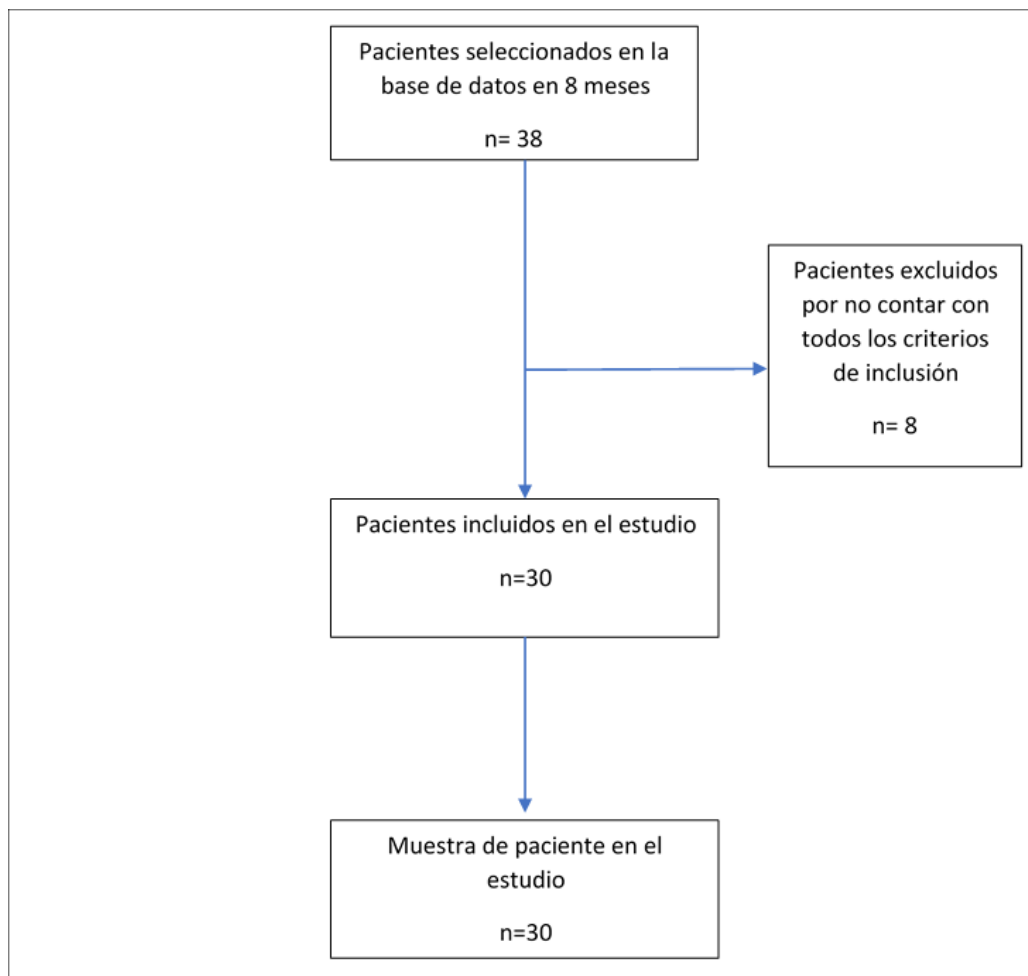 Pacientes seleccionados en la
base de datos en 8 meses
n= 38
Pacientes excluidos
por no contar con
todos los criterios
de inclusión
n= 8
Pacientes incluidos en el estudio
n=30
Muestra de paciente en el
estudio
n=30